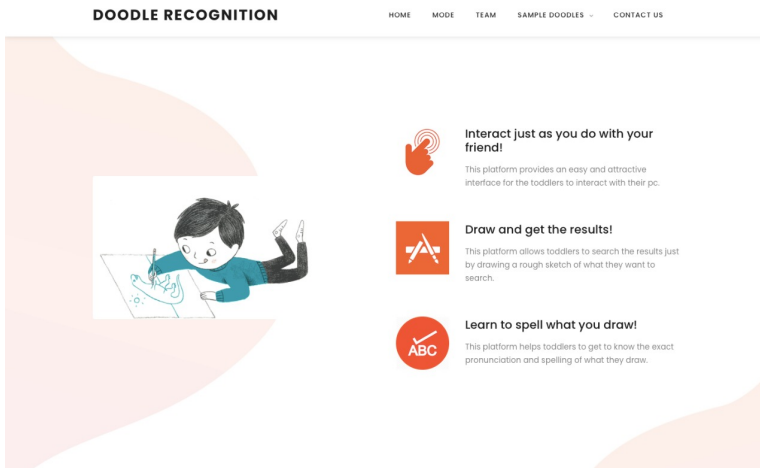 DOODLE RECOGNITION
HOME MODE TEAM SAMPLE DOODLES CONTACT US
Interact just as you do with your
friend!
This platform provides an easy and attractive
interface for the toddlers to interact with their pc.
Draw and get the results!
This platform allows toddlers to search the results just
by drawing a rough sketch of what they want to
search.
ABC
Learn to spell what you draw!
This platform helps toddlers to get to know the exact
pronunciation and spelling of what they draw.